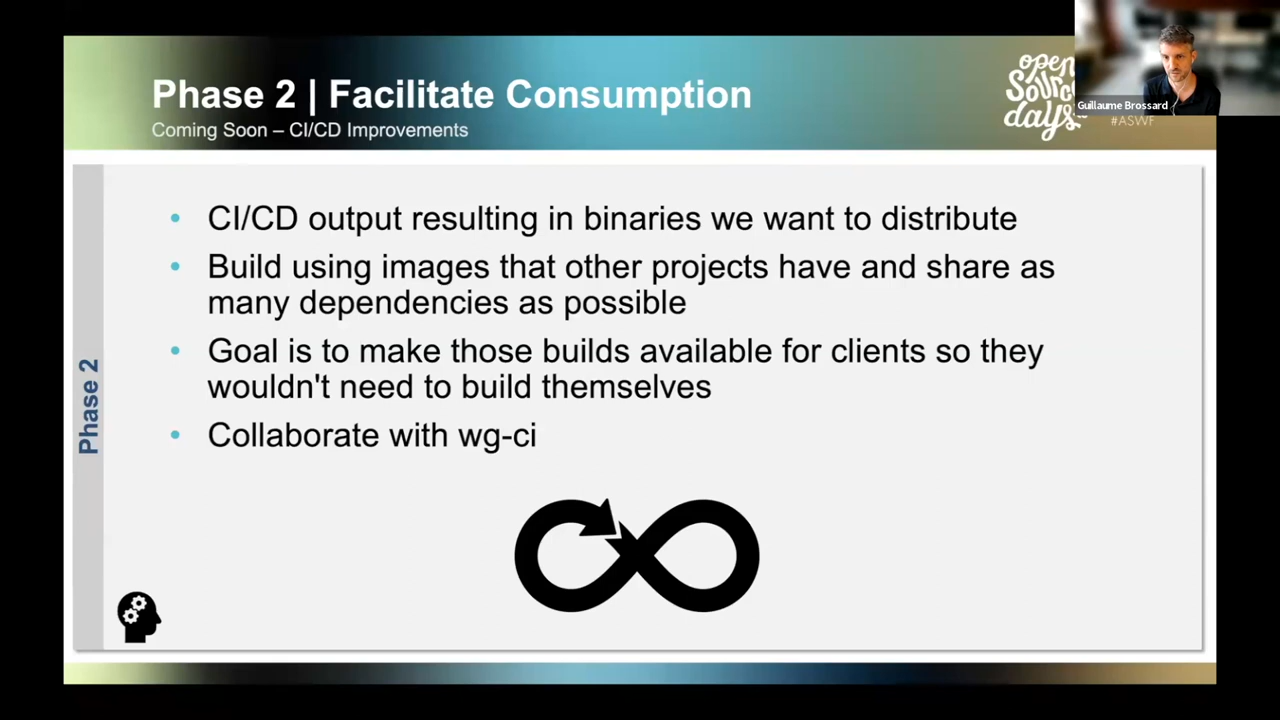 Phase 2 | Facilitate Consumption
Coming Soon – CI/CD Improvements
open
Source
days
#ASWF
Guillaume Brossard
• CI/CD output resulting in binaries we want to distribute
• Build using images that other projects have and share as
many dependencies as possible
• Goal is to make those builds available for clients so they
wouldn't need to build themselves
• Collaborate with wg-ci
Phase 2